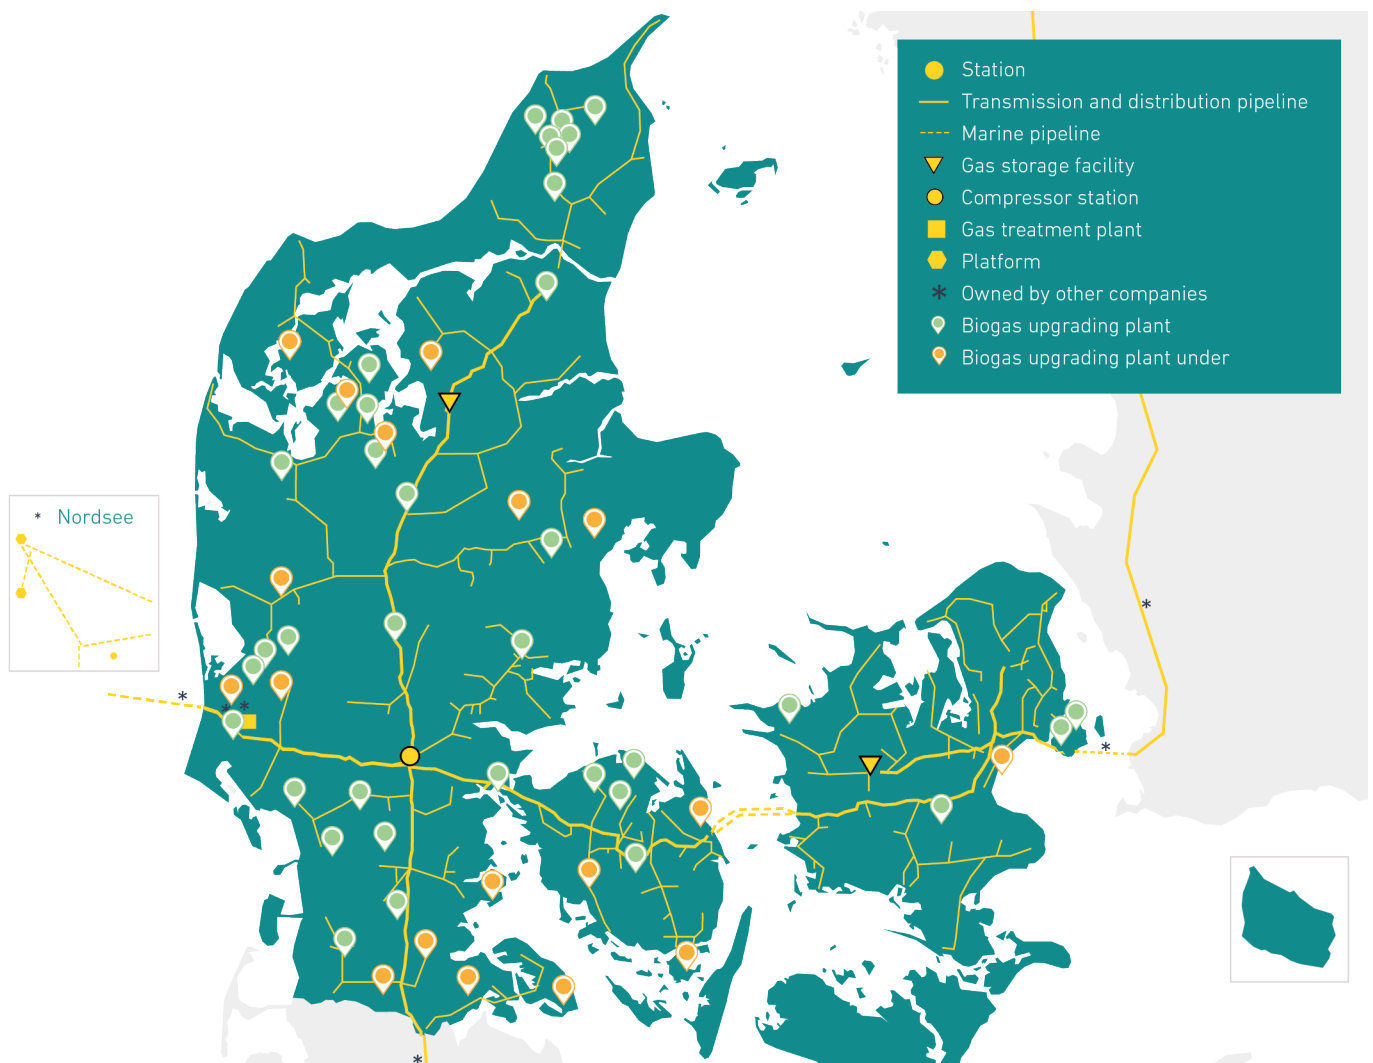 Station
Transmission and distribution pipeline
Marine pipeline
Gas storage facility
Compressor station
Gas treatment plant
Platform
* Owned by other companies
Biogas upgrading plant
Biogas upgrading plant under
* Nordsee
*
*
* *
*
*